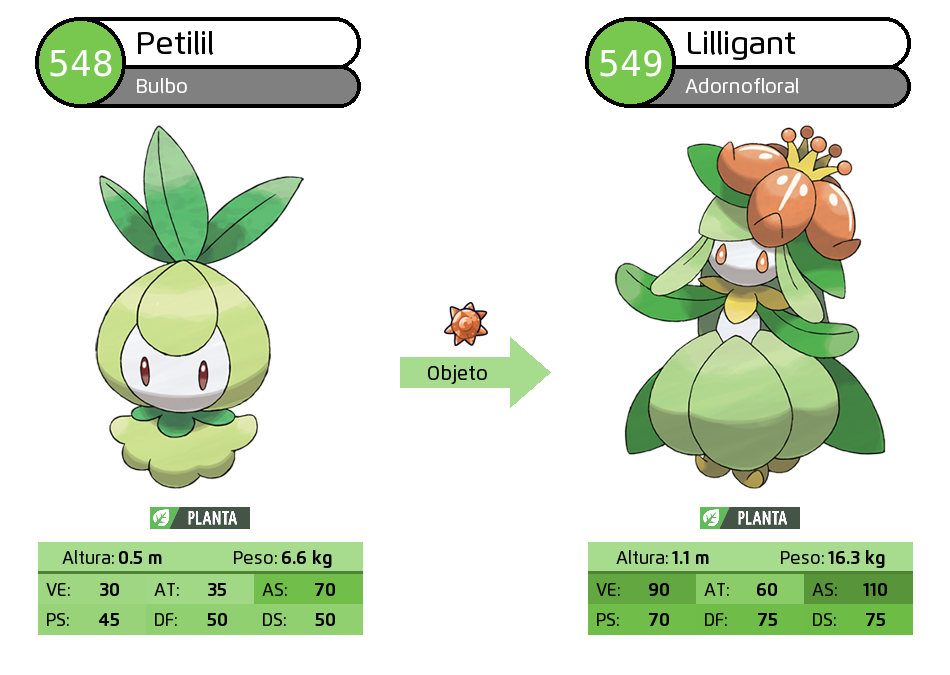 548 Petilil
Bulbo
PLANTA
Altura: 0.5 m Peso: 6.6 kg
VE: 30 AT: 35 AS: 70
PS: 45 DF: 50 DS: 50
Objeto
549 Lilligant
Adornofloral
PLANTA
Altura: 1.1 m Peso: 16.3 kg
VE: 90 AT: 60 AS: 110
PS: 70 DF: 75 DS: 75